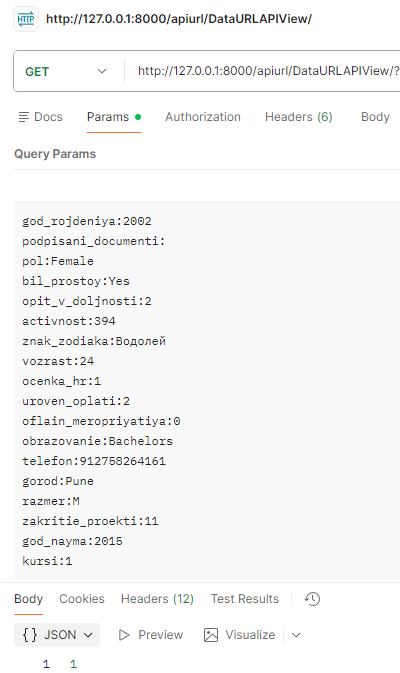 HTTP http://127.0.0.1:8000/apiurl/DataURLAPIView/
GET http://127.0.0.1:8000/apiurl/DataURLAPIView/?
Docs Params Authorization Headers (6) Body
Query Params
god_rojdeniya:2002
podpisani_documenti:
pol:Female
bil_prostoy:Yes
opit_v_doljnosti:2
activnost:394
znak_zodiaka:Водолей
vozrast:24
ocenka_hr:1
uroven_oplati:2
oflain_meropriyatiya:0
obrazovanie:Bachelors
telefon:912758264161
gorod:Pune
razmer:M
zakritie_proekti:11
god_nayma:2015
kursi:1
Body Cookies Headers (12) Test Results
{} JSON Preview Visualize
1 1